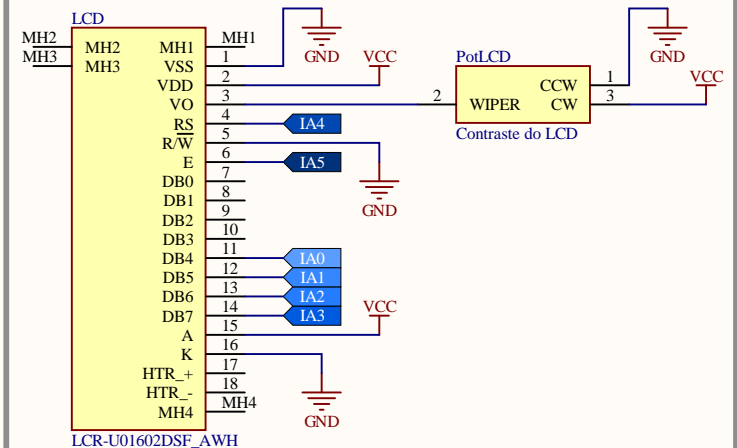 LCD
MH2 MH2 MH1 MH1
MH3 MH3 VSS 1 GND
VDD 2 VCC
VO 3
RS 4 IA4
R/W 5 GND
E 6 IA5
DB0 7
DB1 8
DB2 9
DB3 10
DB4 11 IA0
DB5 12 IA1
DB6 13 IA2
DB7 14 IA3
A 15 VCC
K 16 GND
HTR_+ 17
HTR_- 18
MH4 MH4
LCR-U01602DSF_AWH
PotLCD
CCW 1 GND
2 WIPER CW 3 VCC
Contraste do LCD